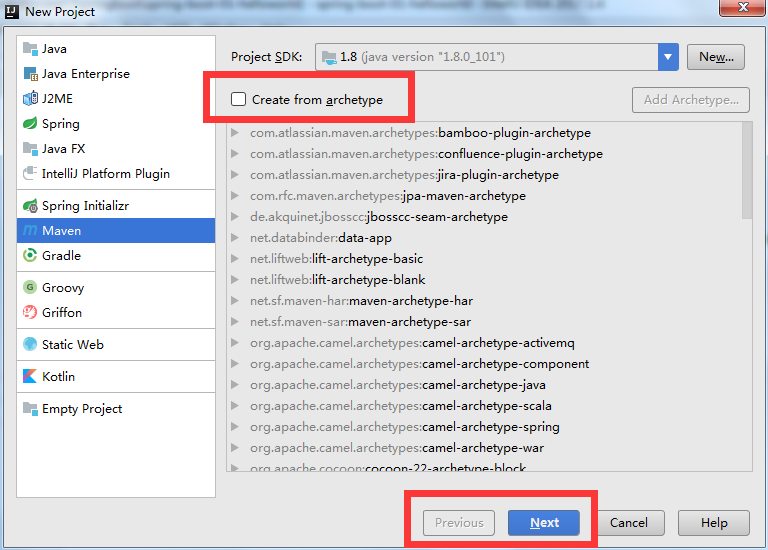 New Project
Java
Java Enterprise
J2ME
Spring
Java FX
IntelliJ Platform Plugin
Spring Initializr
Maven
Gradle
Groovy
Griffon
Static Web
Kotlin
Empty Project
Project SDK: 1.8 (java version "1.8.0_101") New...
Create from archetype Add Archetype...
com.atlassian.maven.archetypes:bamboo-plugin-archetype
com.atlassian.maven.archetypes:confluence-plugin-archetype
com.atlassian.maven.archetypes:jira-plugin-archetype
com.rfc.maven.archetypes:jpa-maven-archetype
de.akquinet.jbosscc:jbosscc-seam-archetype
net.databinder:data-app
net.liftweb:lift-archetype-basic
net.liftweb:lift-archetype-blank
net.sf.maven-har:maven-archetype-har
net.sf.maven-sar:maven-archetype-sar
org.apache.camel.archetypes:camel-archetype-activemq
org.apache.camel.archetypes:camel-archetype-component
org.apache.camel.archetypes:camel-archetype-java
org.apache.camel.archetypes:camel-archetype-scala
org.apache.camel.archetypes:camel-archetype-spring
org.apache.camel.archetypes:camel-archetype-war
org.apache.cocoon:cocoon-22-archetype-block
Previous Next Cancel Help